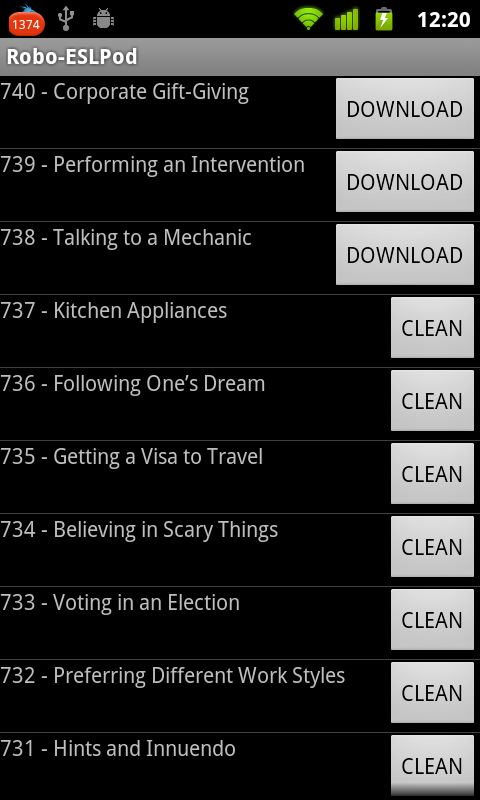 1374
12:20
Robo-ESLPod
740 - Corporate Gift-Giving
DOWNLOAD
739 - Performing an Intervention
DOWNLOAD
738 - Talking to a Mechanic
DOWNLOAD
737 - Kitchen Appliances
CLEAN
736 - Following One’s Dream
CLEAN
735 - Getting a Visa to Travel
CLEAN
734 - Believing in Scary Things
CLEAN
733 - Voting in an Election
CLEAN
732 - Preferring Different Work Styles
CLEAN
731 - Hints and Innuendo
CLEAN